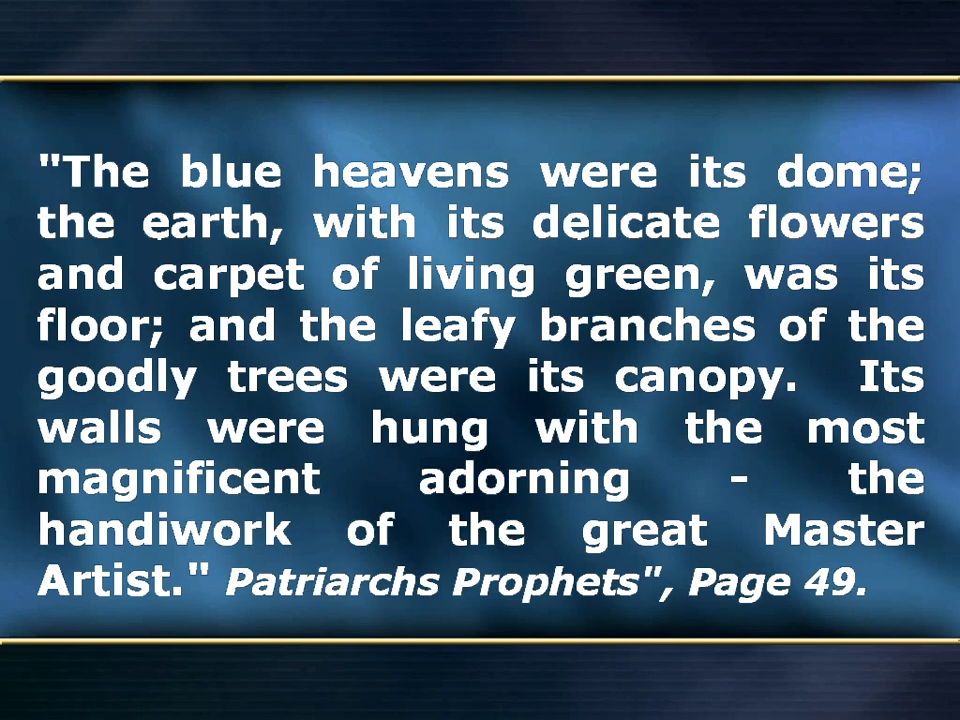 "The blue heavens were its dome;
the earth, with its delicate flowers
and carpet of living green, was its
floor; and the leafy branches of the
goodly trees were its canopy. Its
walls were hung with the most
magnificent adorning - the
handiwork of the great Master
Artist." Patriarchs Prophets", Page 49.